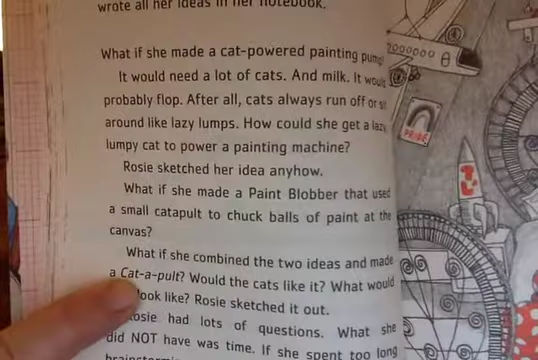 wrote all her ideas in her notebook.
What if she made a cat-powered painting pump?
It would need a lot of cats. And milk. It would
probably flop. After all, cats always run off or sit
around like lazy lumps. How could she get a lazy,
lumpy cat to power a painting machine?
Rosie sketched her idea anyhow.
What if she made a Paint Blobber that used
a small catapult to chuck balls of paint at the
canvas?
What if she combined the two ideas and made
a Cat-a-pult? Would the cats like it? What would
look like? Rosie sketched it out.
Rosie had lots of questions. What she
did NOT have was time. If she spent too long
PRIDE